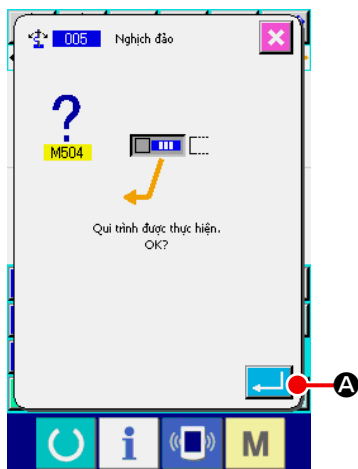 005 Nghịch đảo
M504
Qui trình được thực hiện.
OK?
A
i M